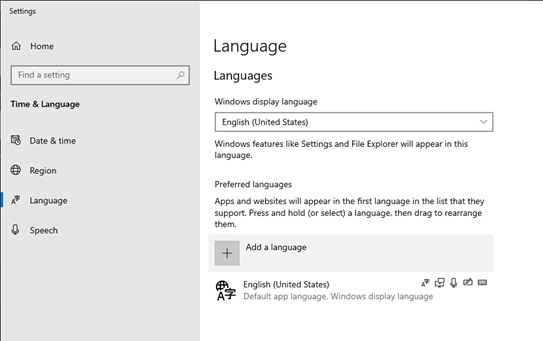 Settings
Home
Find a setting
Time & Language
Date & time
Region
Language
Speech
Language
Languages
Windows display language
English (United States)
Windows features like Settings and File Explorer will appear in this
language.
Preferred languages
Apps and websites will appear in the first language in the list that they
support. Press and hold (or select) a language, then drag to rearrange
them.
Add a language
English (United States)
Default app language, Windows display language